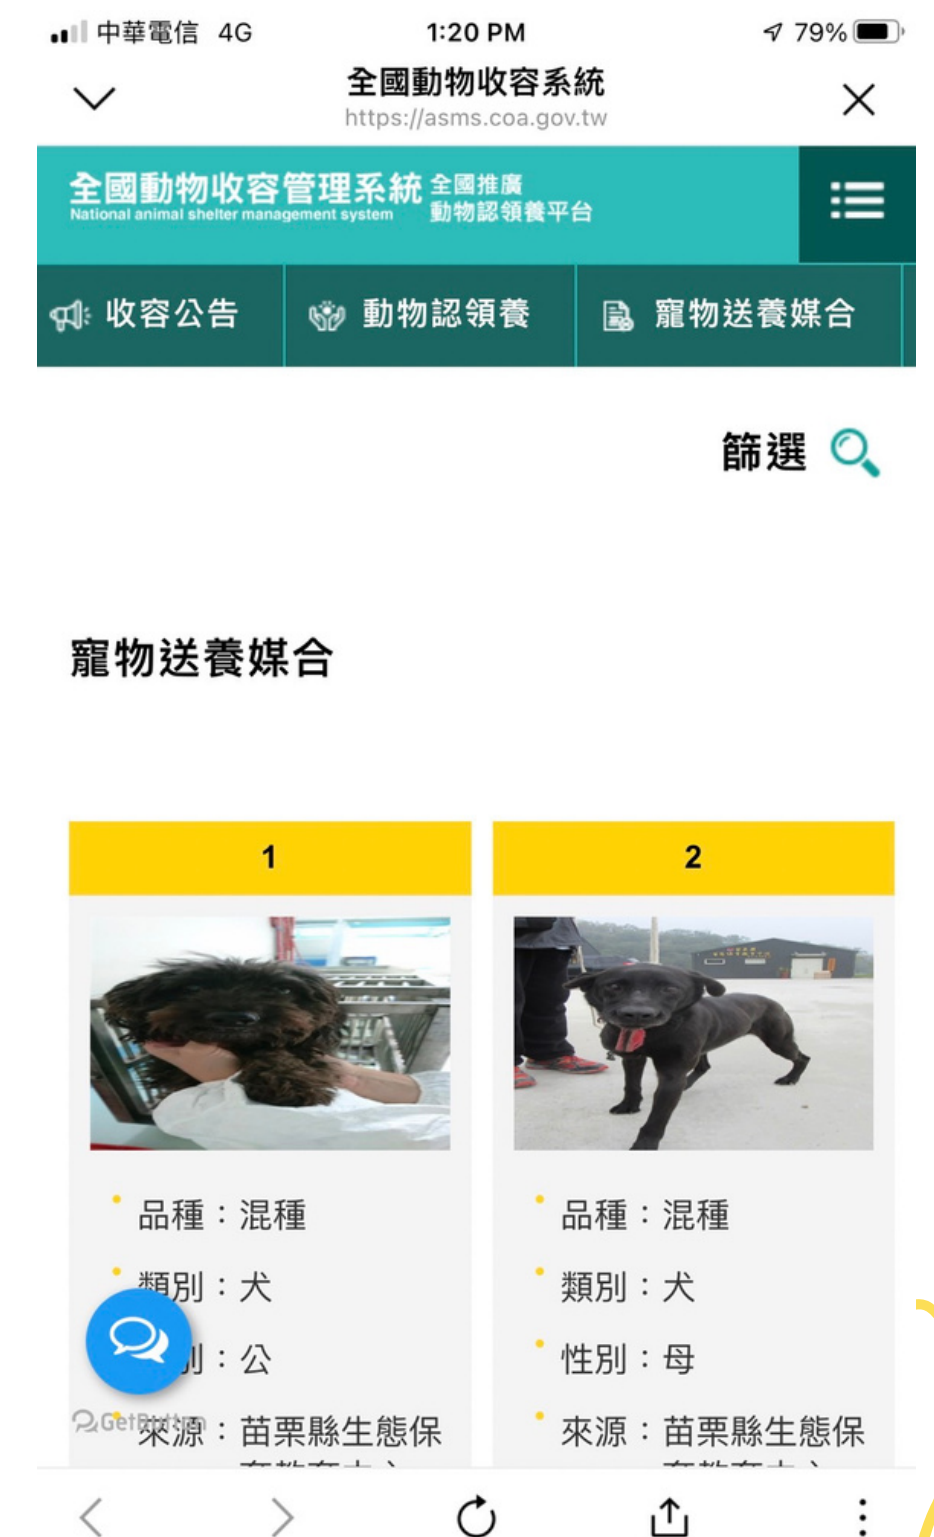 中華電信 4G 1:20 PM 79%
全國動物收容系統
https://asms.coa.gov.tw
全國動物收容管理系統 全國推廣
National animal shelter management system 動物認領養平台
收容公告 動物認領養 寵物送養媒合
篩選
寵物送養媒合
1 2
品種：混種 品種：混種
類別：犬 類別：犬
別：公 性別：母
GetButton
來源：苗栗縣生態保 來源：苗栗縣生態保